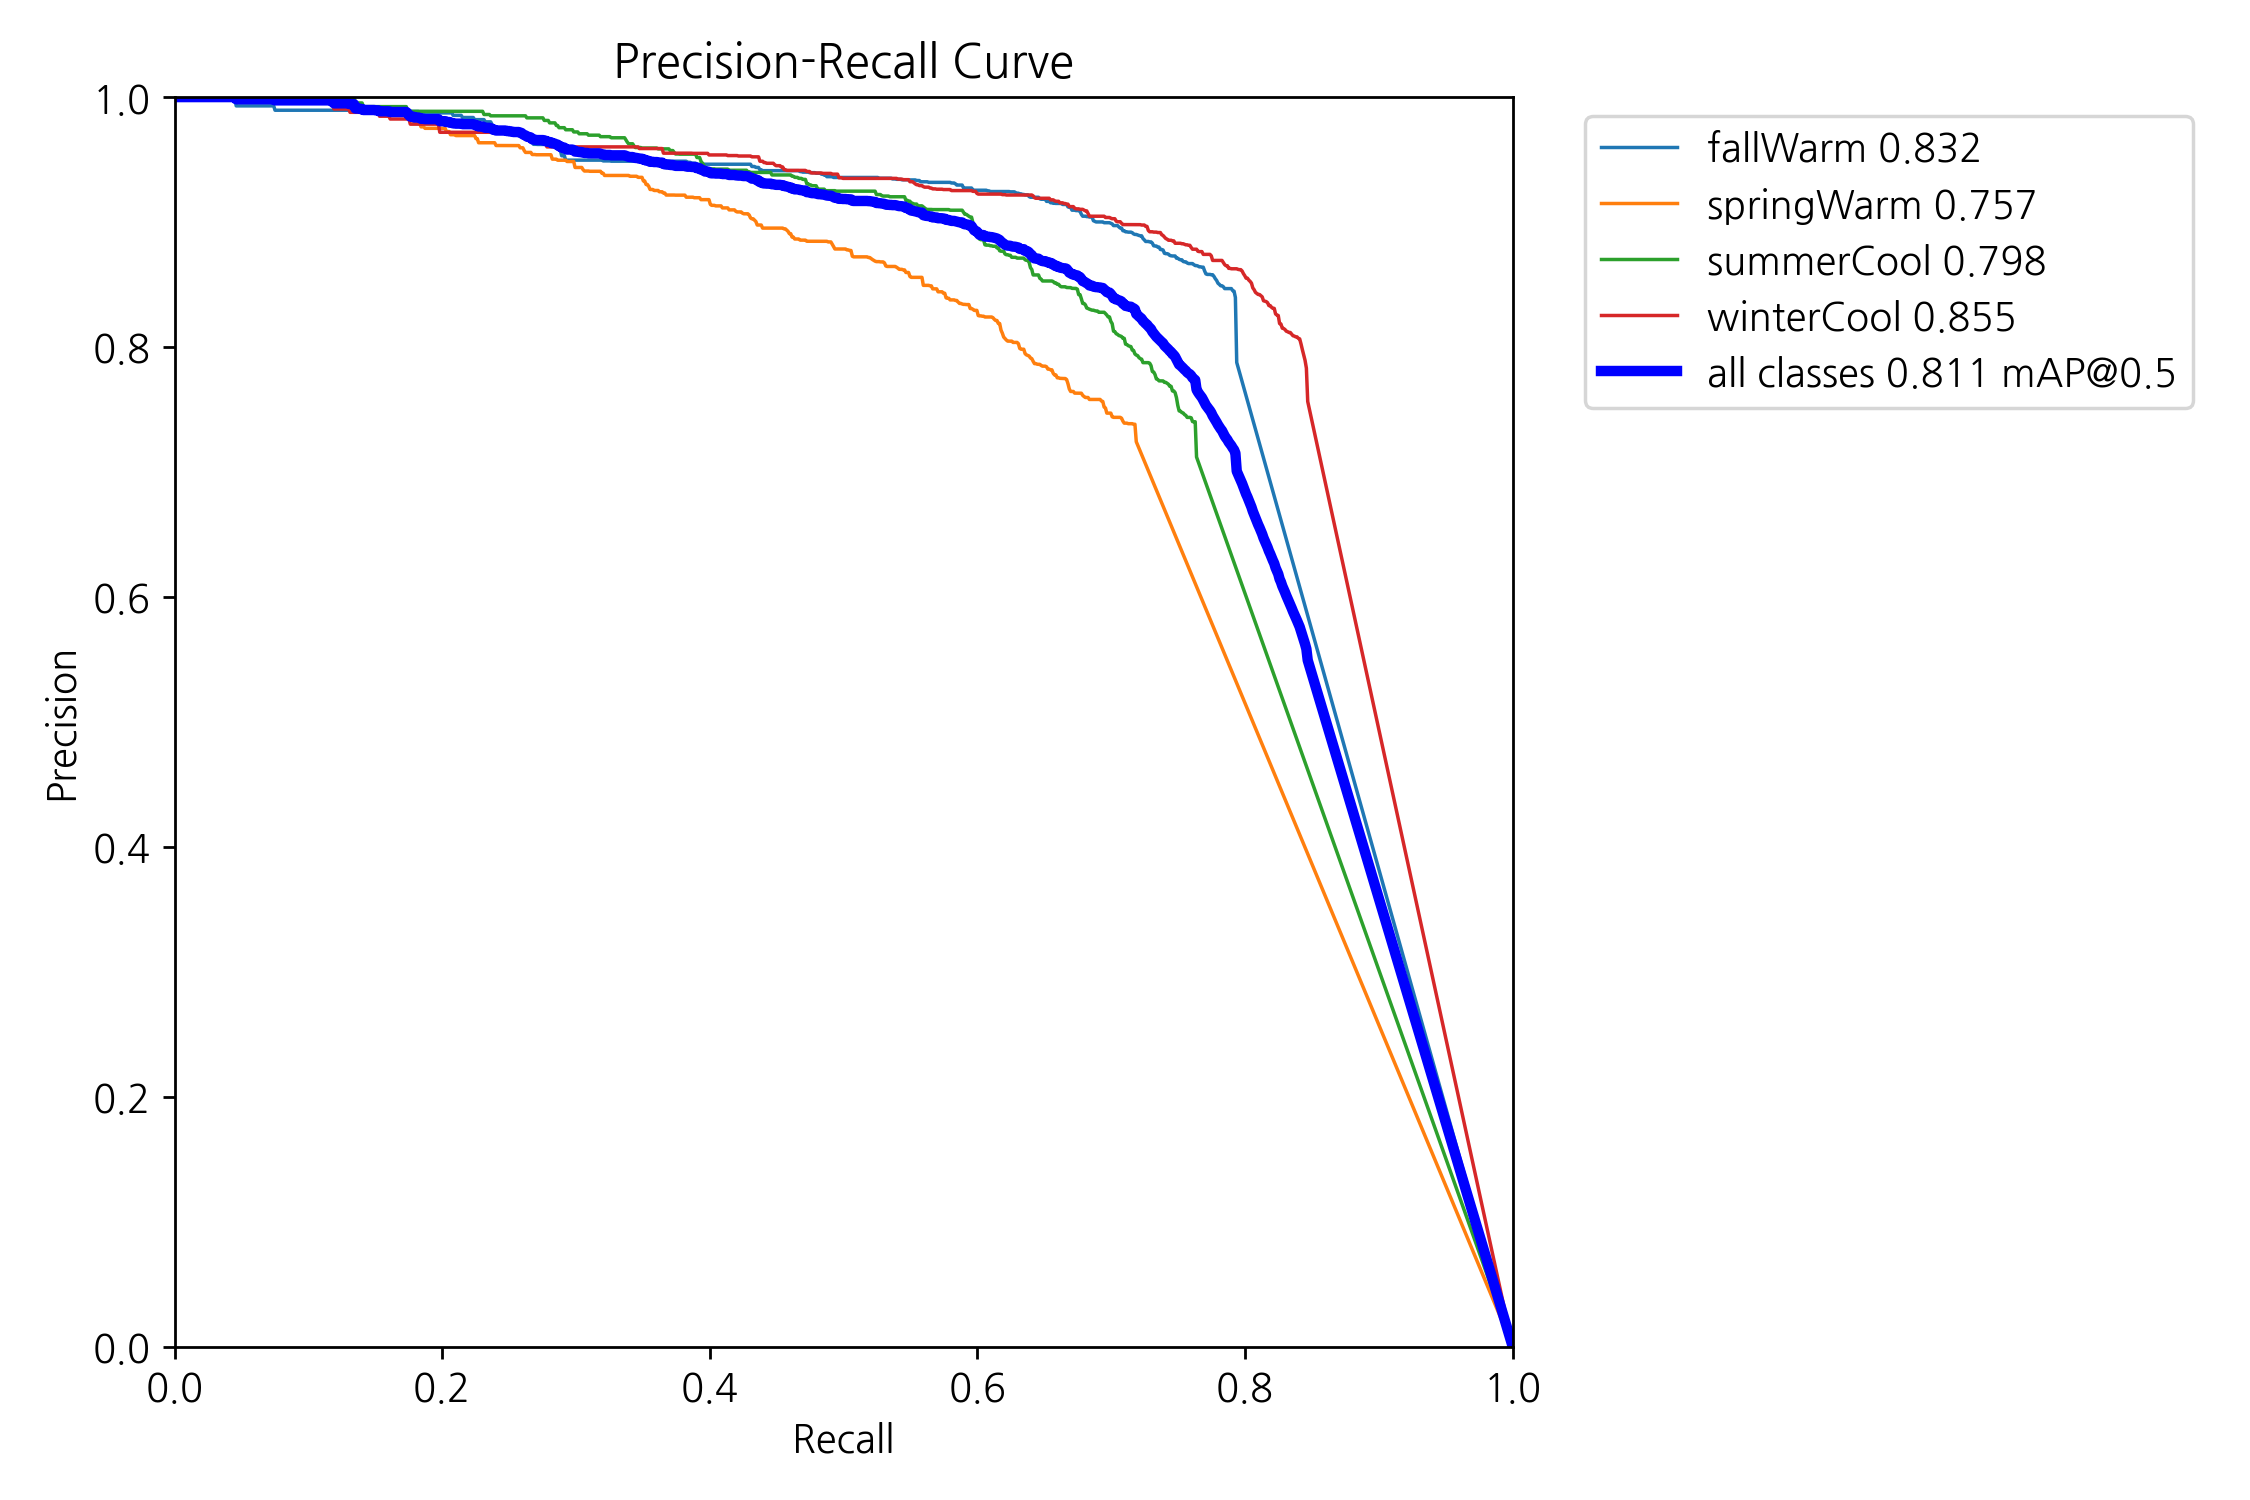 Precision-Recall Curve
1.0
0.8
0.6
0.4
0.2
0.0
Precision
0.0 0.2 0.4 0.6 0.8 1.0
Recall
fallWarm 0.832
springWarm 0.757
summerCool 0.798
winterCool 0.855
all classes 0.811 mAP@0.5